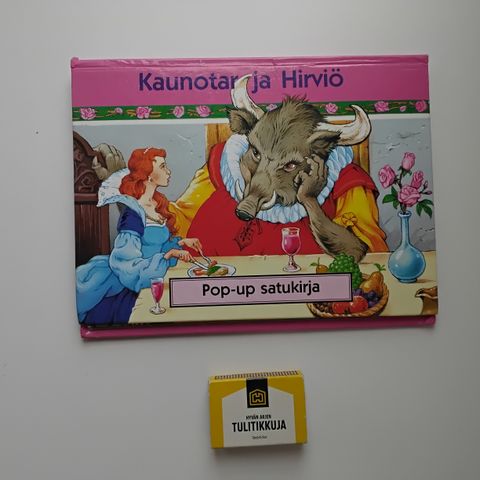 Kaunotar ja Hirviö
Pop-up satukirja
HYVÄN ARJEN
TULITIKKUJA